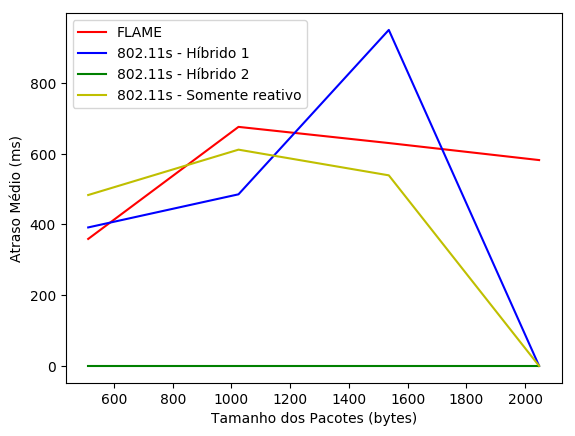 FLAME
802.11s - Híbrido 1
802.11s - Híbrido 2
802.11s - Somente reativo
Atraso Médio (ms)
800
600
400
200
0
600 800 1000 1200 1400 1600 1800 2000
Tamanho dos Pacotes (bytes)